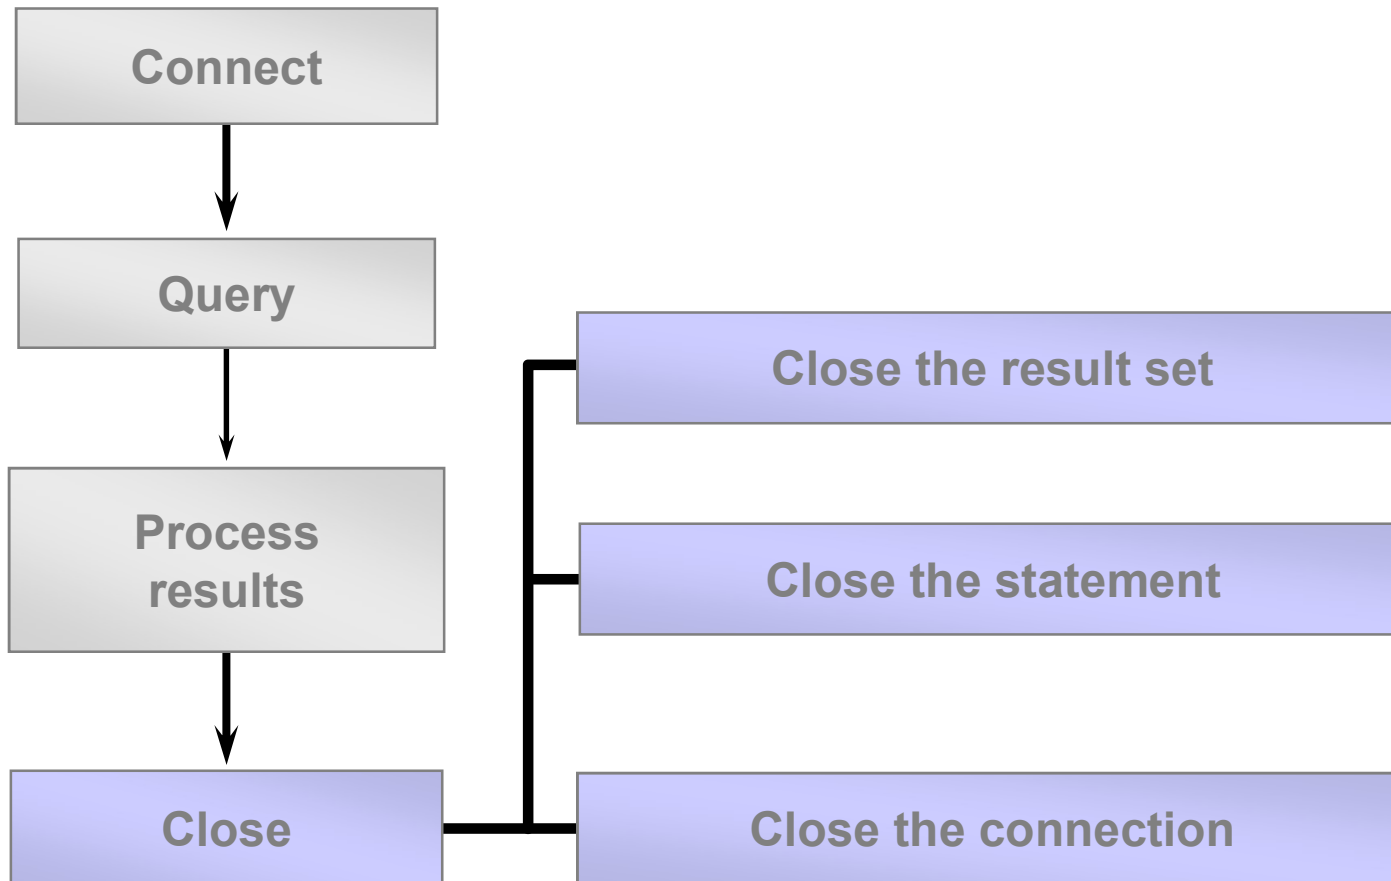 Connect
Query
Process
results
Close
Close the result set
Close the statement
Close the connection